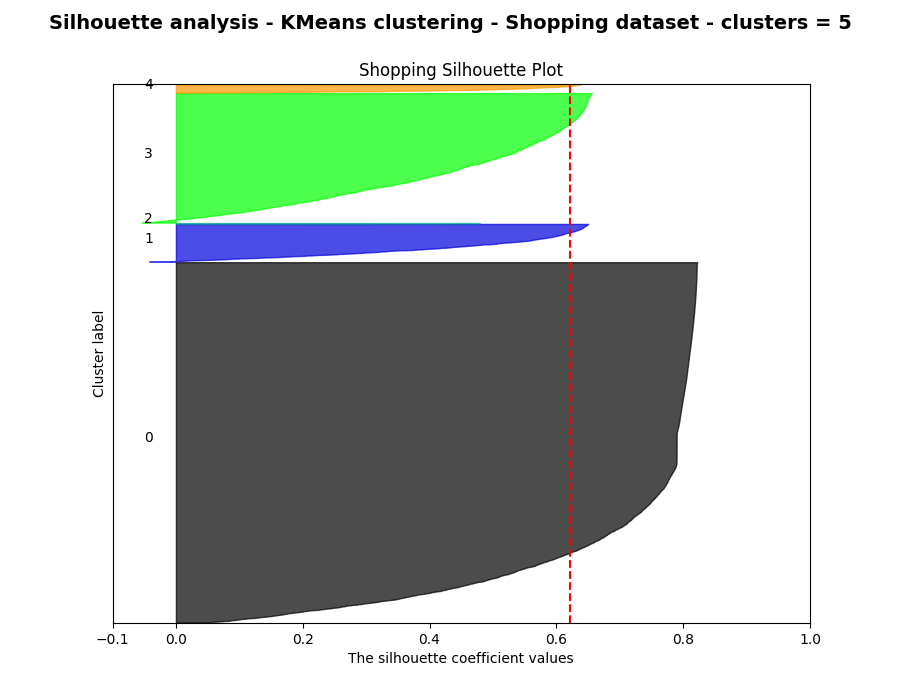 Silhouette analysis - KMeans clustering - Shopping dataset - clusters = 5
Shopping Silhouette Plot
4
3
2
1
0
Cluster label
−0.1 0.0 0.2 0.4 0.6 0.8 1.0
The silhouette coefficient values